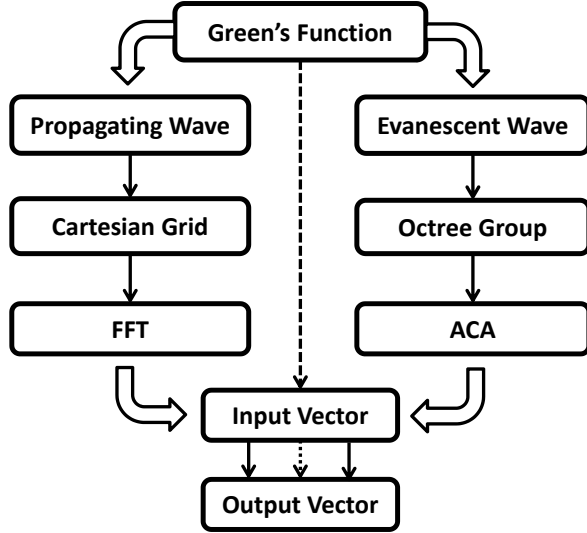 Green's Function
Propagating Wave
Evanescent Wave
Cartesian Grid
Octree Group
FFT
ACA
Input Vector
Output Vector